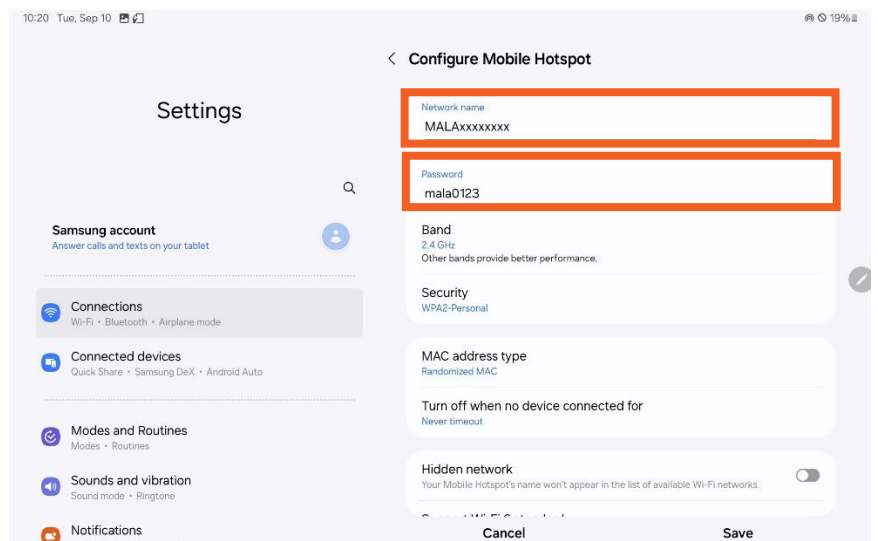 10:20 Tue, Sep 10
19%
Configure Mobile Hotspot
Settings
Network name
MALAxxxxxxxx
Password
mala0123
Samsung account
Answer calls and texts on your tablet
Band
2.4 GHz
Other bands provide better performance.
Security
WPA2-Personal
Connections
Wi-Fi • Bluetooth • Airplane mode
Connected devices
Quick Share • Samsung DeX • Android Auto
MAC address type
Randomized MAC
Turn off when no device connected for
Never timeout
Modes and Routines
Modes • Routines
Sounds and vibration
Sound mode • Ringtone
Hidden network
Your Mobile Hotspot's name won't appear in the list of available Wi-Fi networks.
Notifications
Cancel
Save